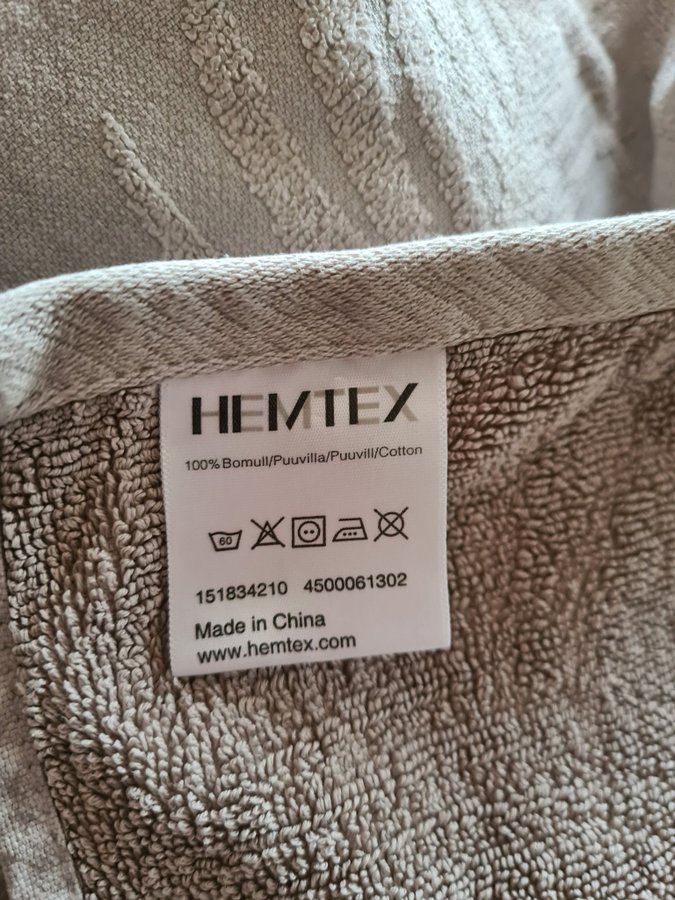 HEMTEX
100% Bomull/Puuvilla/Puuvill/Cotton
60
151834210 4500061302
Made in China
www.hemtex.com